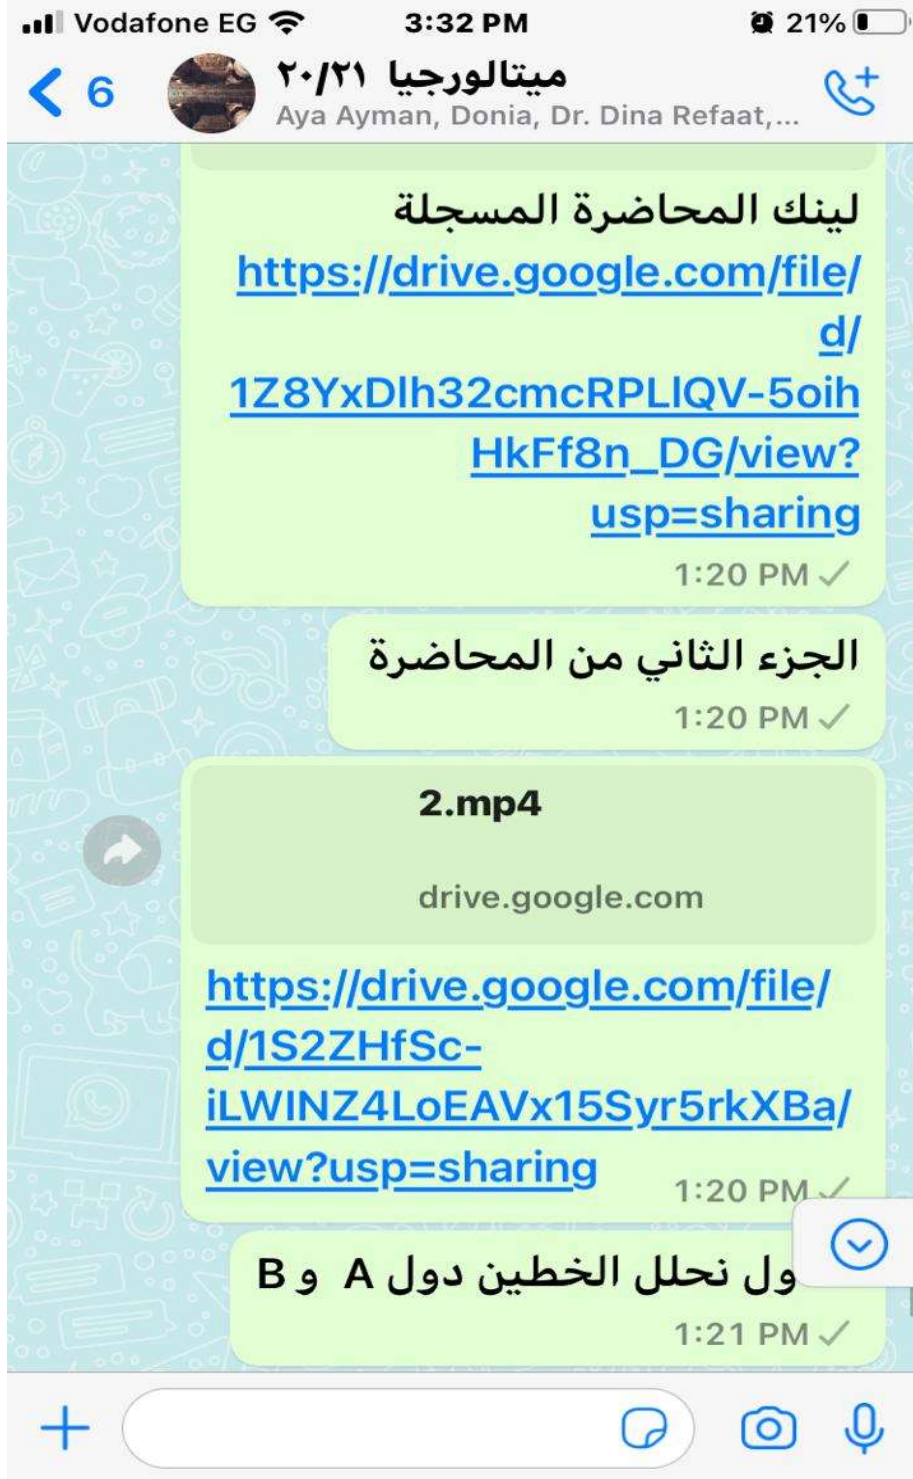 Vodafone EG 3:32 PM 21%
6 ميتالورجيا ٢٠/٢١
Aya Ayman, Donia, Dr. Dina Refaat,...
لينك المحاضرة المسجلة
https://drive.google.com/file/
d/
1Z8YxDlh32cmcRPLlQV-5oih
HkFf8n_DG/view?
usp=sharing
1:20 PM
الجزء الثاني من المحاضرة
1:20 PM
2.mp4
drive.google.com
https://drive.google.com/file/
d/1S2ZHfSc-
iLWINZ4LoEAVx15Syr5rkXBa/
view?usp=sharing
1:20 PM
نحلل الخطين دول A و B
1:21 PM